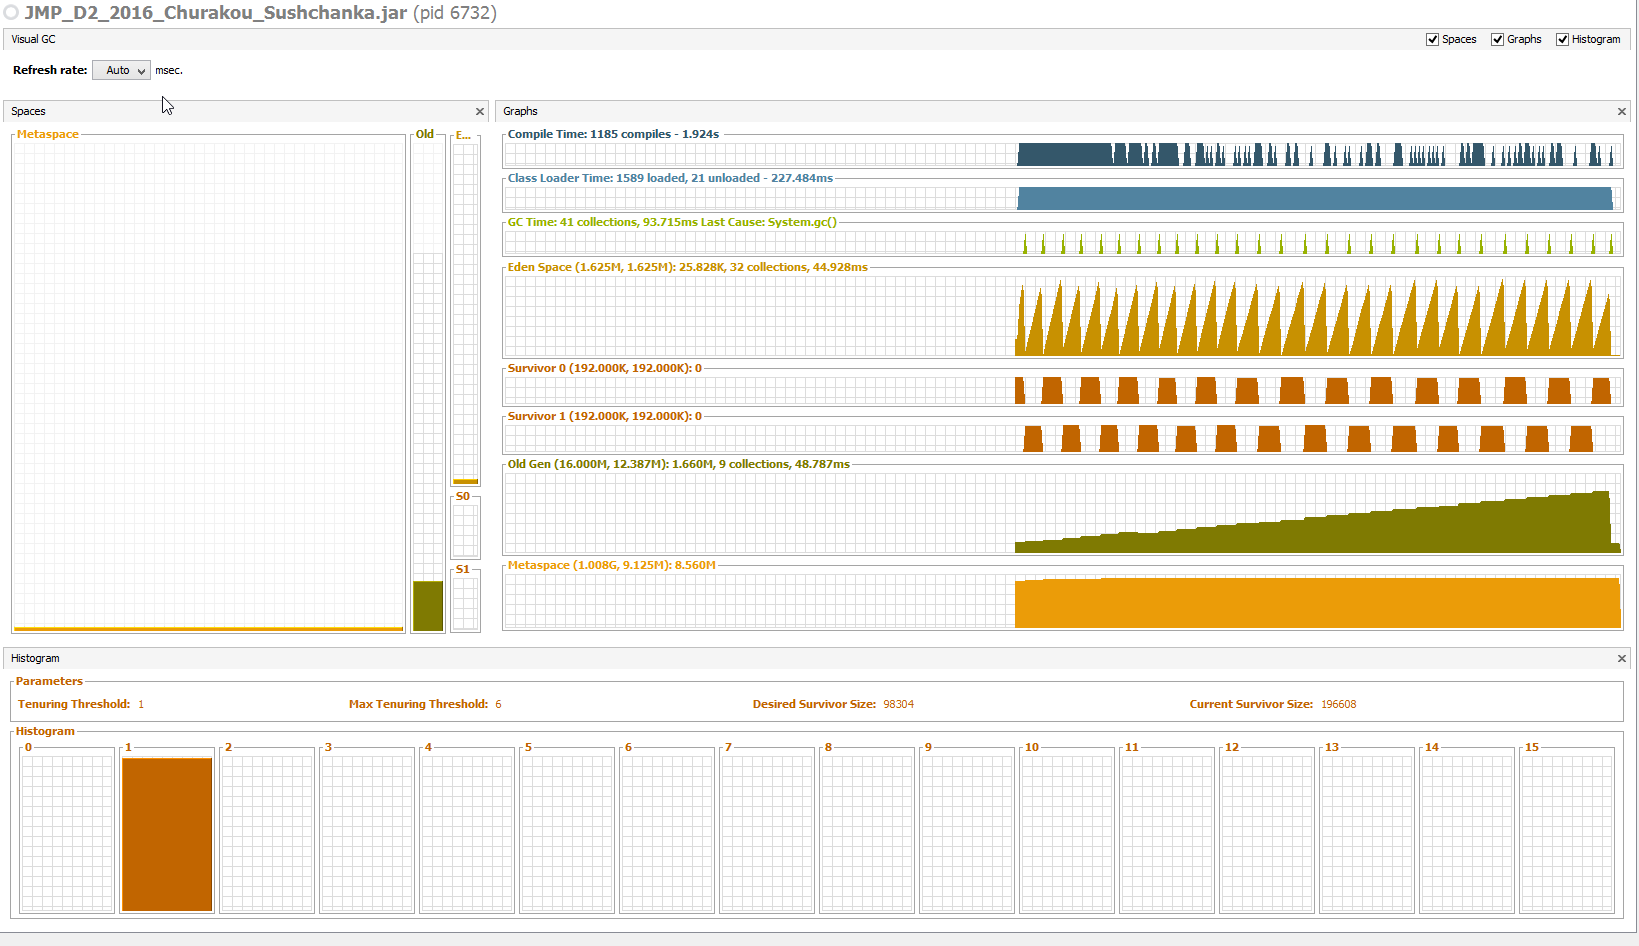 JMP_D2_2016_Churakou_Sushchanka.jar (pid 6732)
Visual GC
Spaces Graphs Histogram
Refresh rate: Auto msec.
Spaces
Metaspace
Old
E...
S0
S1
Graphs
Compile Time: 1185 compiles - 1.924s
Class Loader Time: 1589 loaded, 21 unloaded - 227.484ms
GC Time: 41 collections, 93.715ms Last Cause: System.gc()
Eden Space (1.625M, 1.625M): 25.828K, 32 collections, 44.928ms
Survivor 0 (192.000K, 192.000K): 0
Survivor 1 (192.000K, 192.000K): 0
Old Gen (16.000M, 12.387M): 1.660M, 9 collections, 48.787ms
Metaspace (1.008G, 9.125M): 8.560M
Histogram
Parameters
Tenuring Threshold: 1 Max Tenuring Threshold: 6 Desired Survivor Size: 98304 Current Survivor Size: 196608
Histogram
0 1 2 3 4 5 6 7 8 9 10 11 12 13 14 15